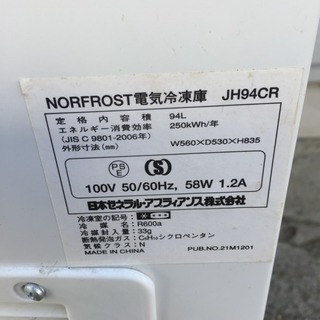 NORFROST電気冷凍庫 JH94CR
定格内容積 94L
エネルギー消費効率 250kWh/年
(JIS C 9801-2006年)
外形寸法(mm) W560×D530×H835
PS E S
100V 50/60Hz, 58W 1.2A
日本ゼネラル・アプラィアンス株式会社
冷凍室の記号:
冷媒: R600a
冷媒封入量: 33g
断熱発泡ガス: C₅H₁₀シクロペンタン
気候クラス: N
MADE IN CHINA PUB.NO.21M1201